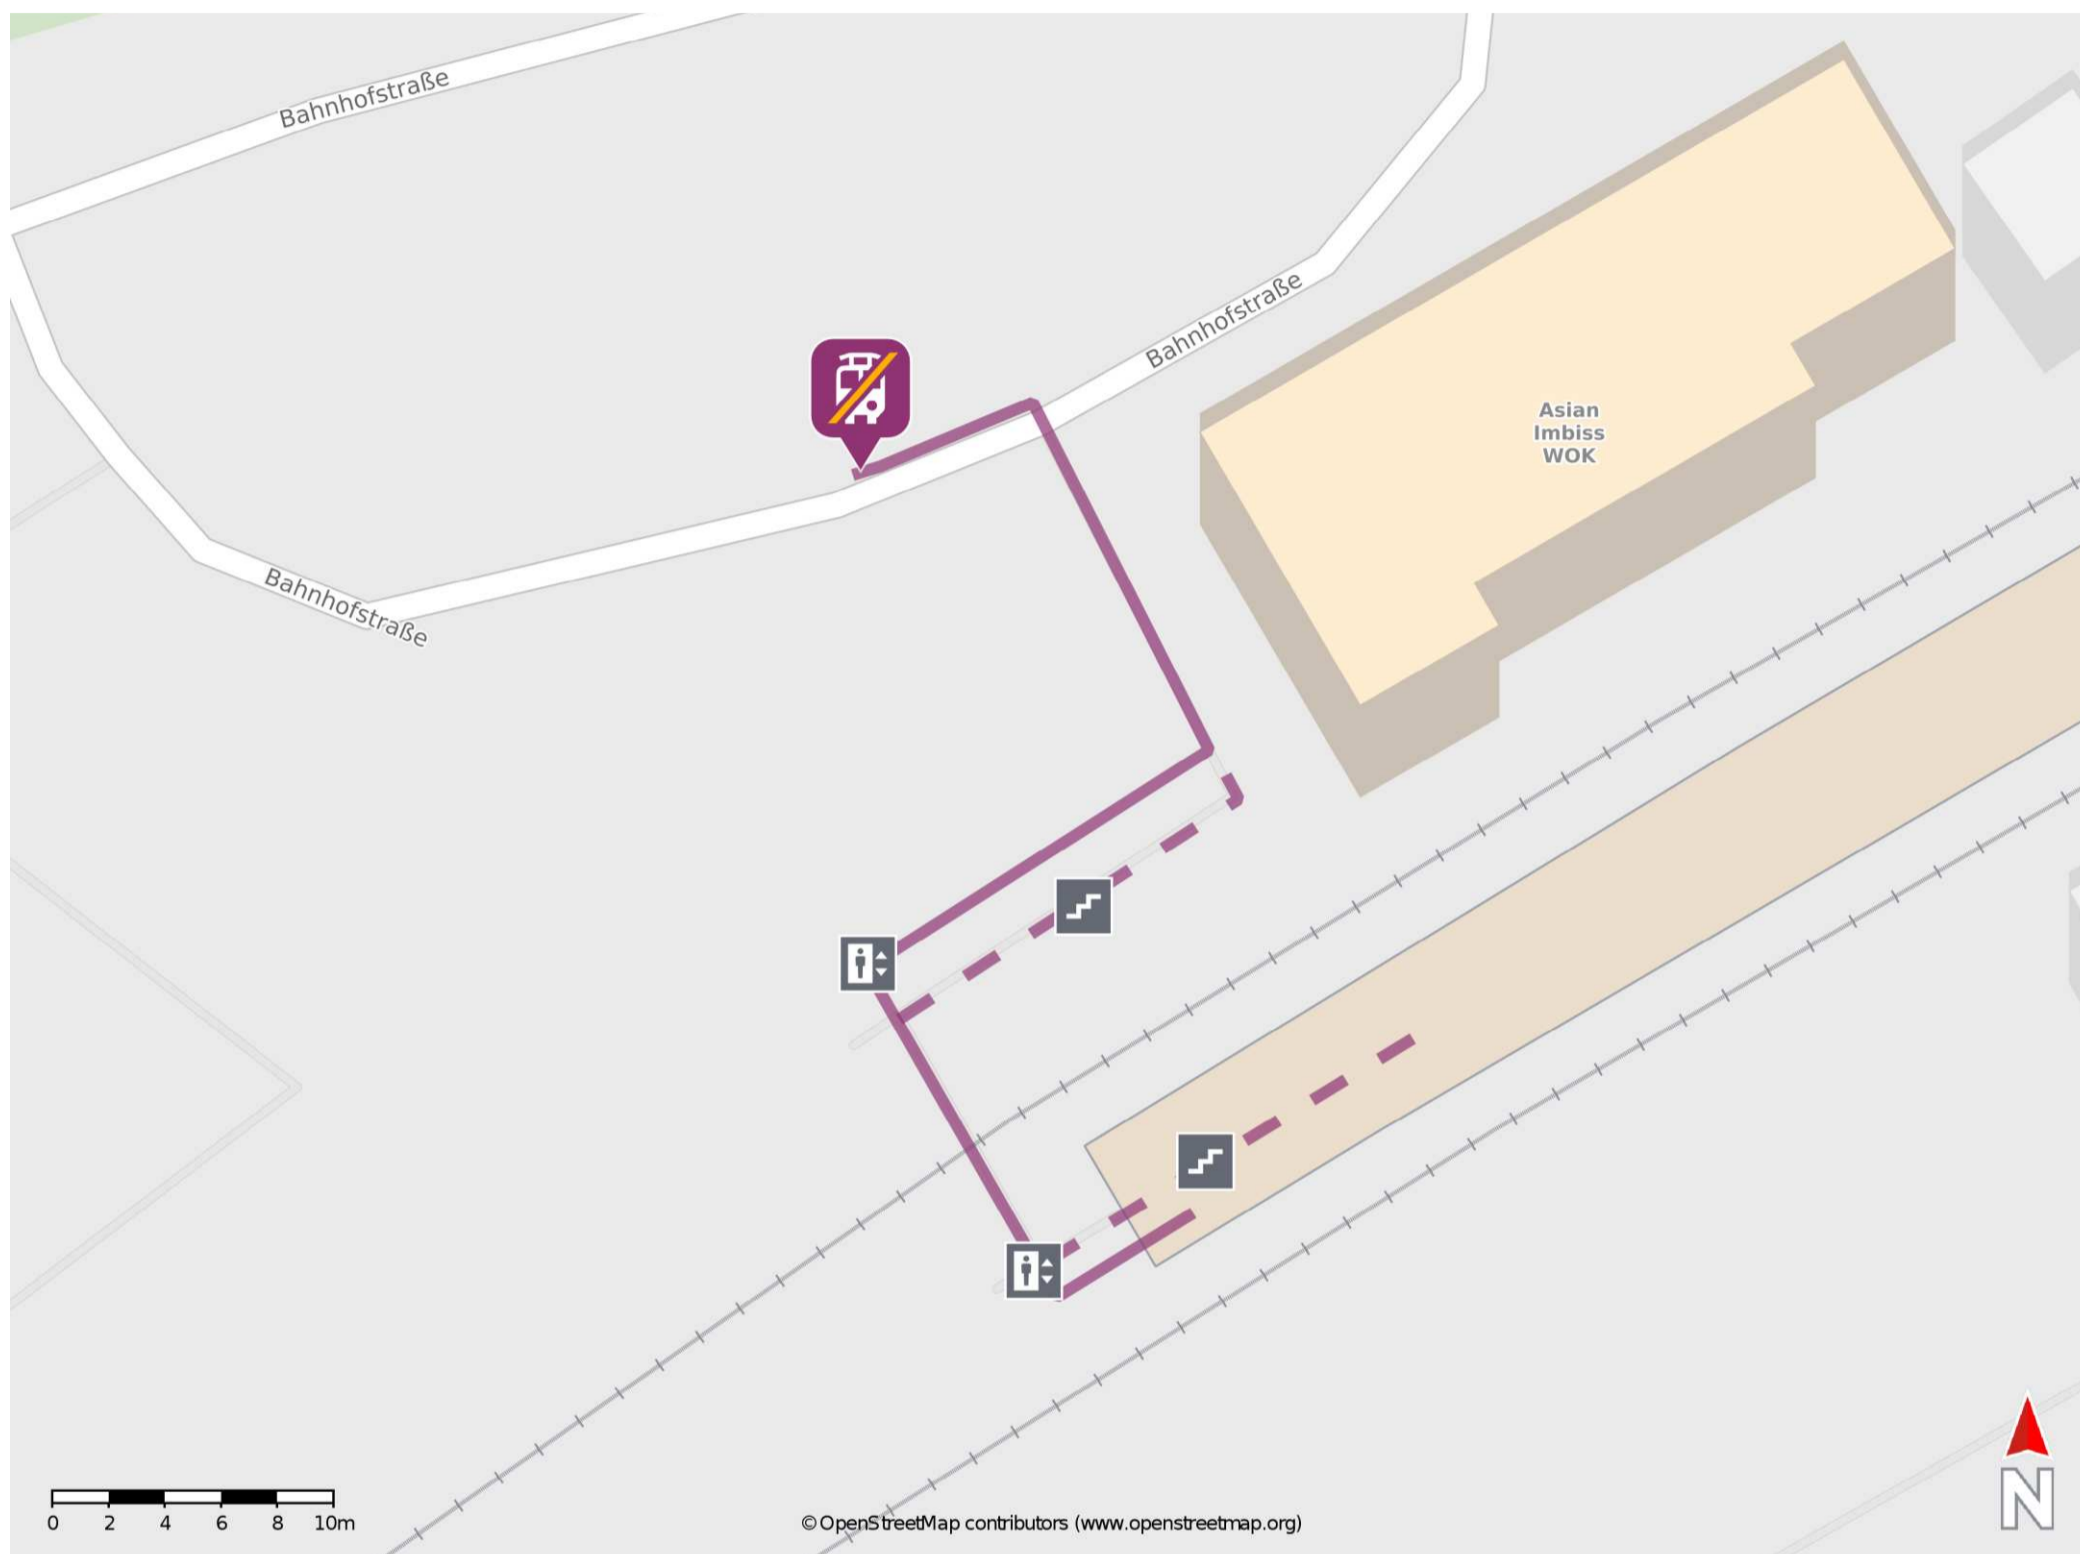 Bahnhofstraße
Bahnhofstraße
Asian
Imbiss
WOK
Bahnhofstraße
0 2 4 6 8 10m
©OpenStreetMap contributors (www.openstreetmap.org)
N